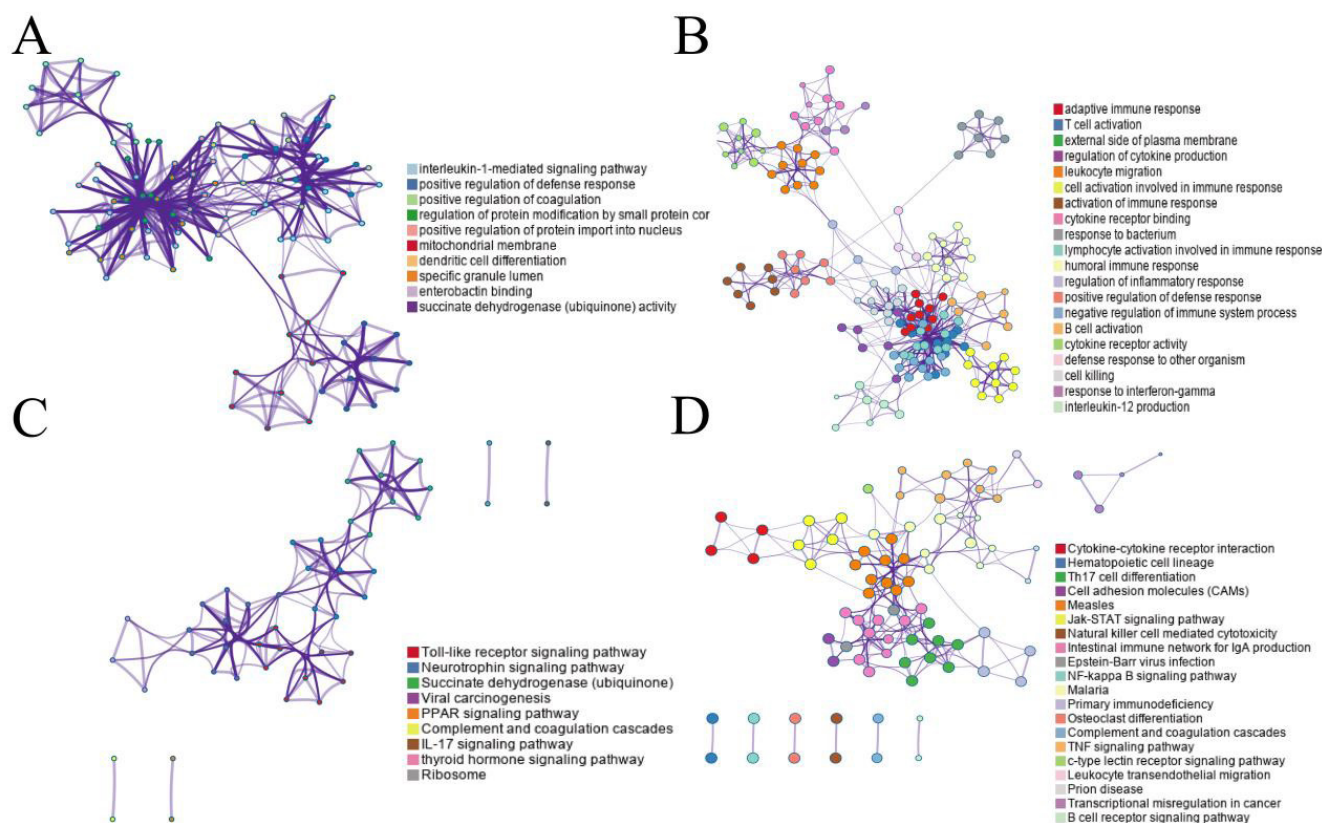 A
interleukin-1-mediated signaling pathway
positive regulation of defense response
positive regulation of coagulation
regulation of protein modification by small protein cor
positive regulation of protein import into nucleus
mitochondrial membrane
dendritic cell differentiation
specific granule lumen
enterobactin binding
succinate dehydrogenase (ubiquinone) activity
B
adaptive immune response
T cell activation
external side of plasma membrane
regulation of cytokine production
leukocyte migration
cell activation involved in immune response
activation of immune response
cytokine receptor binding
response to bacterium
lymphocyte activation involved in immune response
humoral immune response
regulation of inflammatory response
positive regulation of defense response
negative regulation of immune system process
B cell activation
cytokine receptor activity
defense response to other organism
cell killing
response to interferon-gamma
interleukin-12 production
C
Toll-like receptor signaling pathway
Neurotrophin signaling pathway
Succinate dehydrogenase (ubiquinone)
Viral carcinogenesis
PPAR signaling pathway
Complement and coagulation cascades
IL-17 signaling pathway
thyroid hormone signaling pathway
Ribosome
D
Cytokine-cytokine receptor interaction
Hematopoietic cell lineage
Th17 cell differentiation
Cell adhesion molecules (CAMs)
Measles
Jak-STAT signaling pathway
Natural killer cell mediated cytotoxicity
Intestinal immune network for IgA production
Epstein-Barr virus infection
NF-kappa B signaling pathway
Malaria
Primary immunodeficiency
Osteoclast differentiation
Complement and coagulation cascades
TNF signaling pathway
c-type lectin receptor signaling pathway
Leukocyte transendothelial migration
Prion disease
Transcriptional misregulation in cancer
B cell receptor signaling pathway